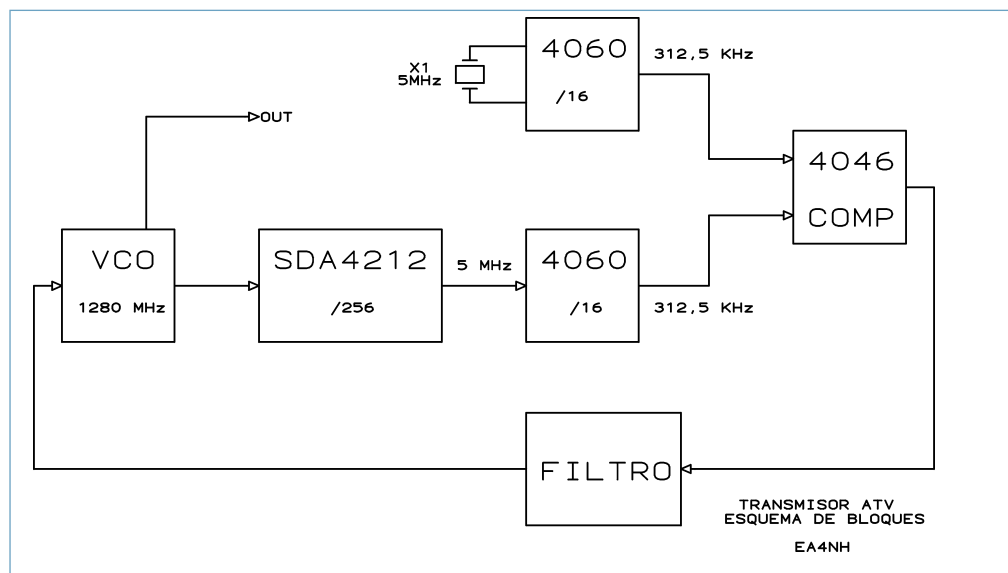 4060
312,5 KHz
X1
5MHz
/16
OUT
4046
COMP
VCO
1280 MHz
SDA4212
/256
5 MHz
4060
/16
312,5 KHz
FILTRO
TRANSMISOR ATV
ESQUEMA DE BLOQUES
EA4NH